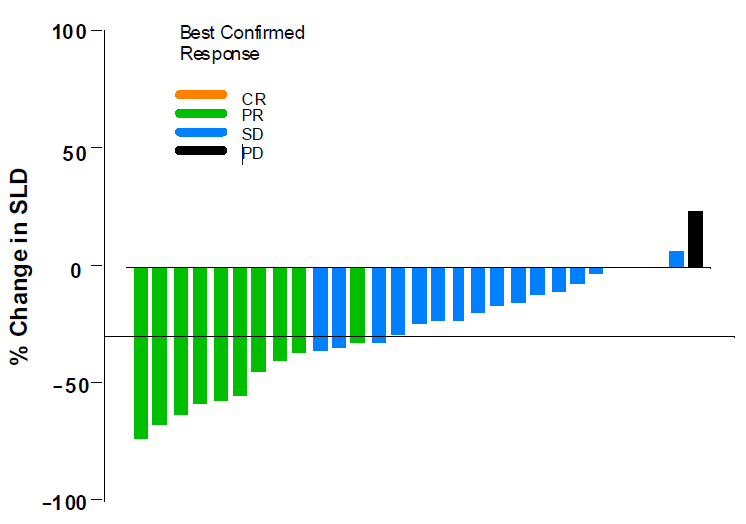 Best Confirmed
Response
CR
PR
SD
PD
100
50
0
−50
−100
% Change in SLD